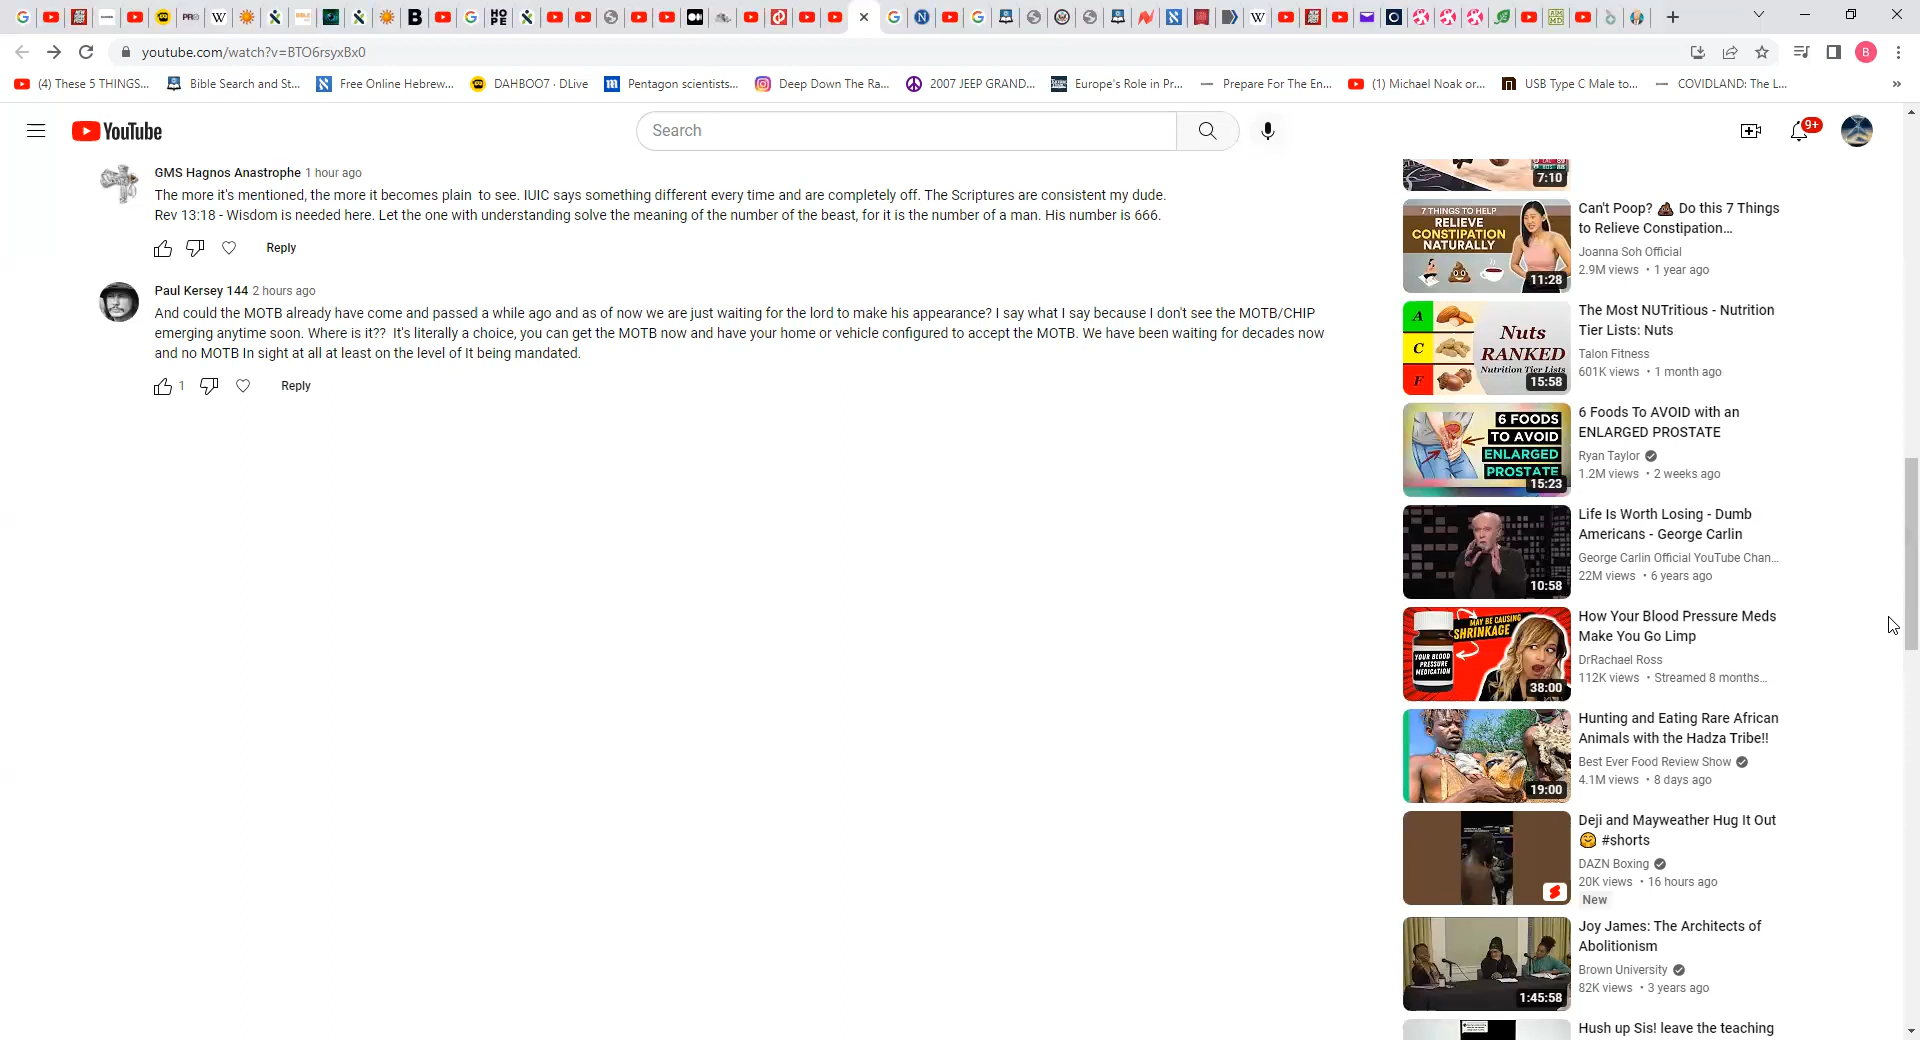 PRO
HOPE
youtube.com/watch?v=BTO6rsyxBx0
B
(4) These 5 THINGS...
Bible Search and St...
Free Online Hebrew...
DAHBOO7 · DLive
Pentagon scientists...
Deep Down The Ra...
2007 JEEP GRAND...
Europe's Role in Pr...
Prepare For The En...
(1) Michael Noak or...
USB Type C Male to...
COVIDLAND: The L...
»
YouTube
Search
9+
GMS Hagnos Anastrophe 1 hour ago
The more it's mentioned, the more it becomes plain to see. IUIC says something different every time and are completely off. The Scriptures are consistent my dude.
Rev 13:18 - Wisdom is needed here. Let the one with understanding solve the meaning of the number of the beast, for it is the number of a man. His number is 666.
Reply
Paul Kersey 144 2 hours ago
And could the MOTB already have come and passed a while ago and as of now we are just waiting for the lord to make his appearance? I say what I say because I don't see the MOTB/CHIP
emerging anytime soon. Where is it?? It's literally a choice, you can get the MOTB now and have your home or vehicle configured to accept the MOTB. We have been waiting for decades now
and no MOTB In sight at all at least on the level of It being mandated.
1
Reply
7:10
7 THINGS TO HELP
RELIEVE
CONSTIPATION
NATURALLY
11:28
Can't Poop? 💩 Do this 7 Things
to Relieve Constipation...
Joanna Soh Official
2.9M views • 1 year ago
A
C
F
Nuts
RANKED
Nutrition Tier Lists
15:58
The Most NUTritious - Nutrition
Tier Lists: Nuts
Talon Fitness
601K views • 1 month ago
6 FOODS
TO AVOID
ENLARGED
PROSTATE
15:23
6 Foods To AVOID with an
ENLARGED PROSTATE
Ryan Taylor
1.2M views • 2 weeks ago
10:58
Life Is Worth Losing - Dumb
Americans - George Carlin
George Carlin Official YouTube Chan...
22M views • 6 years ago
MAY BE CAUSING
SHRINKAGE
YOUR BLOOD
PRESSURE
MEDICATION
38:00
How Your Blood Pressure Meds
Make You Go Limp
DrRachael Ross
112K views • Streamed 8 months...
19:00
Hunting and Eating Rare African
Animals with the Hadza Tribe!!
Best Ever Food Review Show
4.1M views • 8 days ago
Deji and Mayweather Hug It Out
🤗 #shorts
DAZN Boxing
20K views • 16 hours ago
New
1:45:58
Joy James: The Architects of
Abolitionism
Brown University
82K views • 3 years ago
Hush up Sis! leave the teaching